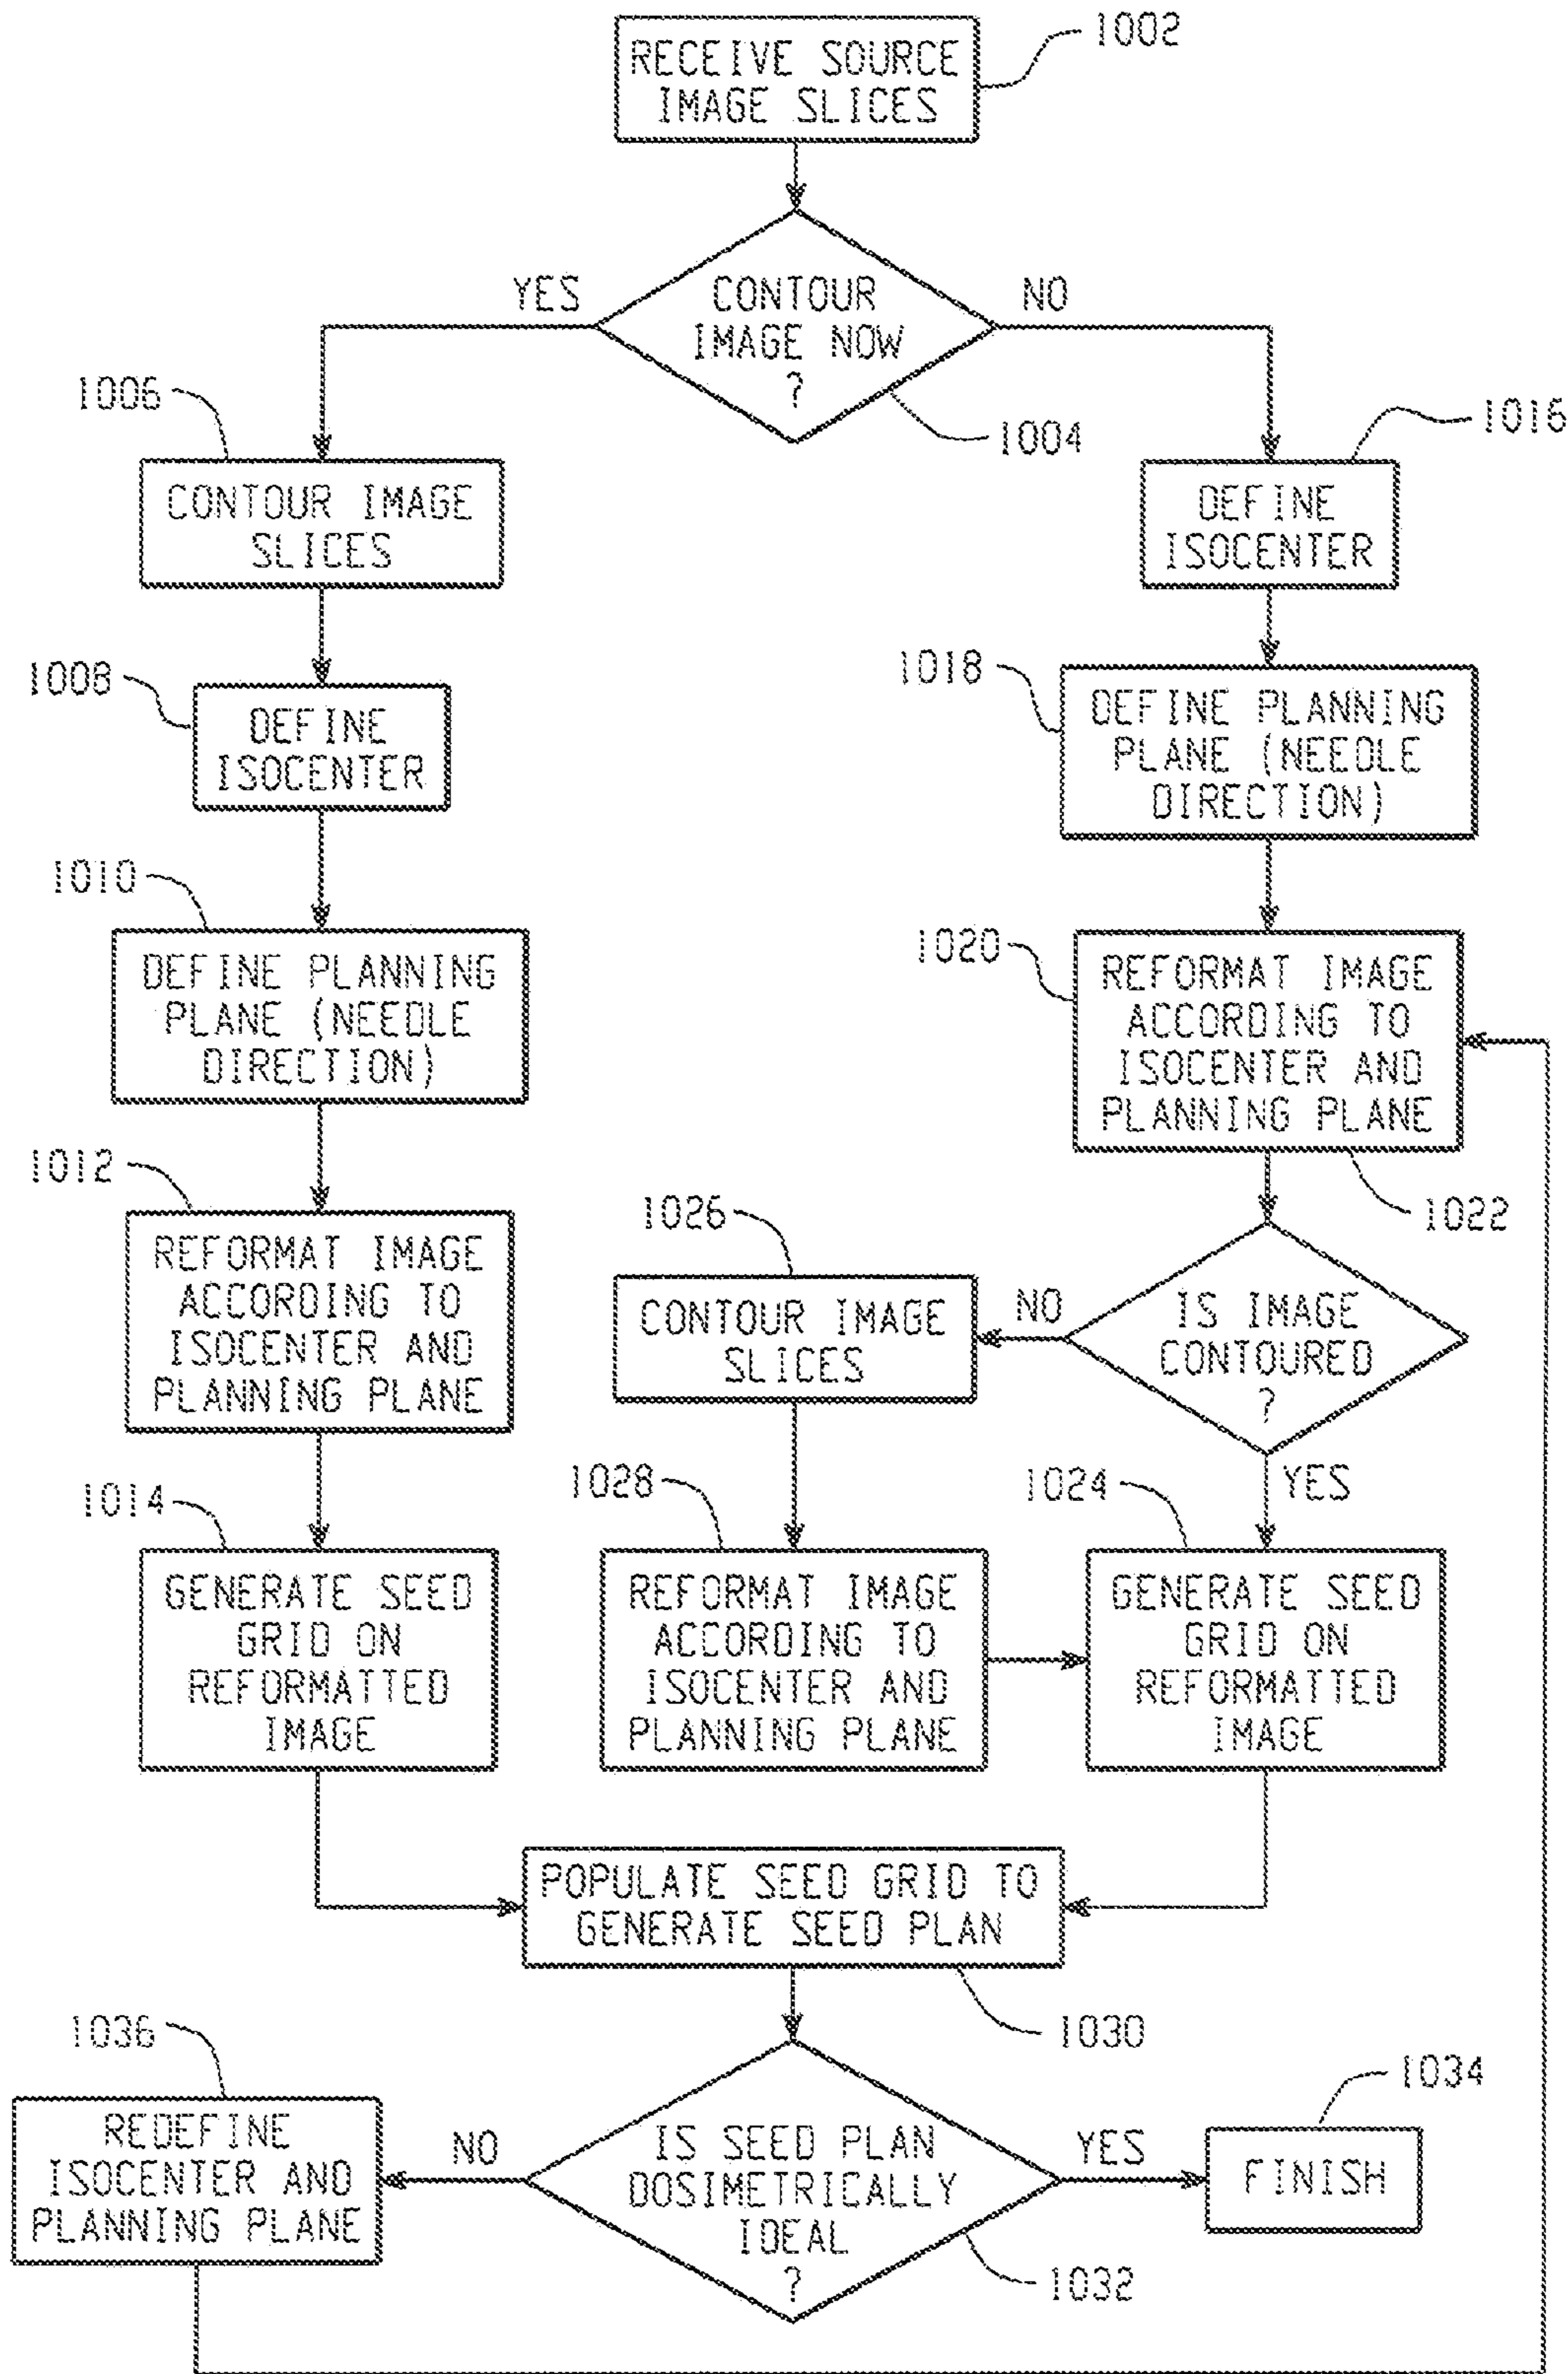 1002
RECEIVE SOURCE
IMAGE SLICES
YES
CONTOUR
IMAGE NOW
?
NO
1004
1006
CONTOUR IMAGE
SLICES
1016
DEFINE
ISOCENTER
1008
DEFINE
ISOCENTER
1018
DEFINE PLANNING
PLANE (NEEDLE
DIRECTION)
1010
DEFINE PLANNING
PLANE (NEEDLE
DIRECTION)
1020
REFORMAT IMAGE
ACCORDING TO
ISOCENTER AND
PLANNING PLANE
1012
REFORMAT IMAGE
ACCORDING TO
ISOCENTER AND
PLANNING PLANE
1022
1026
CONTOUR IMAGE
SLICES
NO
IS IMAGE
CONTOURED
?
YES
1014
GENERATE SEED
GRID ON
REFORMATTED
IMAGE
1028
REFORMAT IMAGE
ACCORDING TO
ISOCENTER AND
PLANNING PLANE
1024
GENERATE SEED
GRID ON
REFORMATTED
IMAGE
POPULATE SEED GRID TO
GENERATE SEED PLAN
1030
1036
REDEFINE
ISOCENTER AND
PLANNING PLANE
NO
IS SEED PLAN
DOSIMETRICALLY
IDEAL
?
YES
1034
FINISH
1032